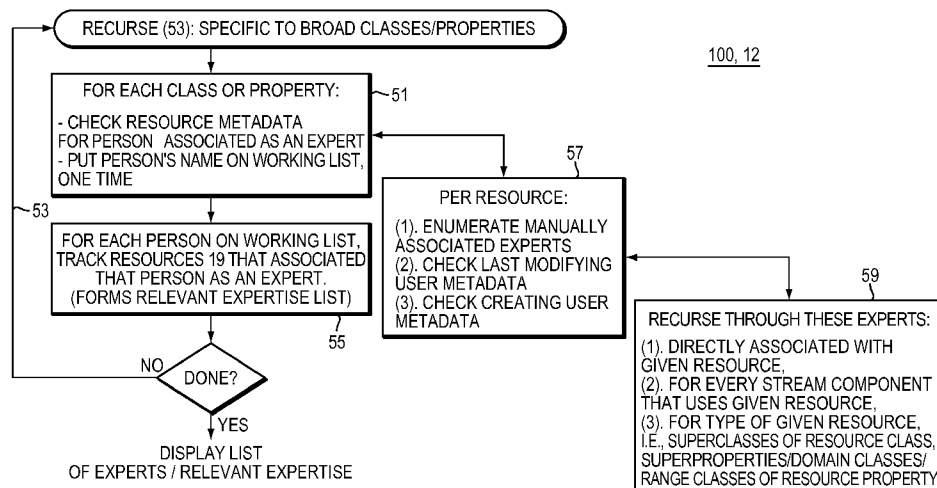 RECURSE (53): SPECIFIC TO BROAD CLASSES/PROPERTIES
100, 12
FOR EACH CLASS OR PROPERTY:
51
- CHECK RESOURCE METADATA
FOR PERSON ASSOCIATED AS AN EXPERT
- PUT PERSON'S NAME ON WORKING LIST,
ONE TIME
53
FOR EACH PERSON ON WORKING LIST,
TRACK RESOURCES 19 THAT ASSOCIATED
THAT PERSON AS AN EXPERT.
(FORMS RELEVANT EXPERTISE LIST)
55
57
PER RESOURCE:
(1). ENUMERATE MANUALLY
ASSOCIATED EXPERTS
(2). CHECK LAST MODIFYING
USER METADATA
(3). CHECK CREATING USER
METADATA
59
RECURSE THROUGH THESE EXPERTS:
(1). DIRECTLY ASSOCIATED WITH
GIVEN RESOURCE,
(2). FOR EVERY STREAM COMPONENT
THAT USES GIVEN RESOURCE,
(3). FOR TYPE OF GIVEN RESOURCE,
I.E., SUPERCLASSES OF RESOURCE CLASS,
SUPERPROPERTIES/DOMAIN CLASSES/
RANGE CLASSES OF RESOURCE PROPERTY
NO
DONE?
YES
DISPLAY LIST
OF EXPERTS / RELEVANT EXPERTISE